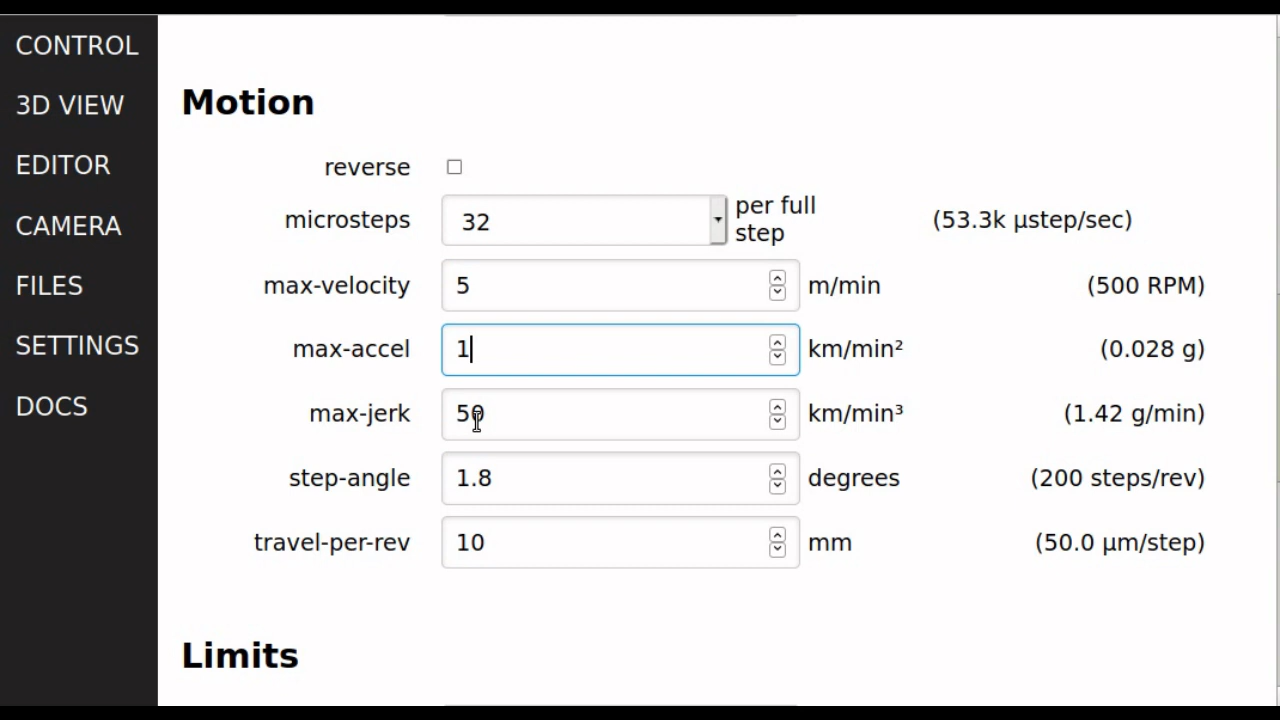 CONTROL
3D VIEW
EDITOR
CAMERA
FILES
SETTINGS
DOCS
Motion
reverse
microsteps 32 per full step (53.3k µstep/sec)
max-velocity 5 m/min (500 RPM)
max-accel 1 km/min² (0.028 g)
max-jerk 50 km/min³ (1.42 g/min)
step-angle 1.8 degrees (200 steps/rev)
travel-per-rev 10 mm (50.0 µm/step)
Limits